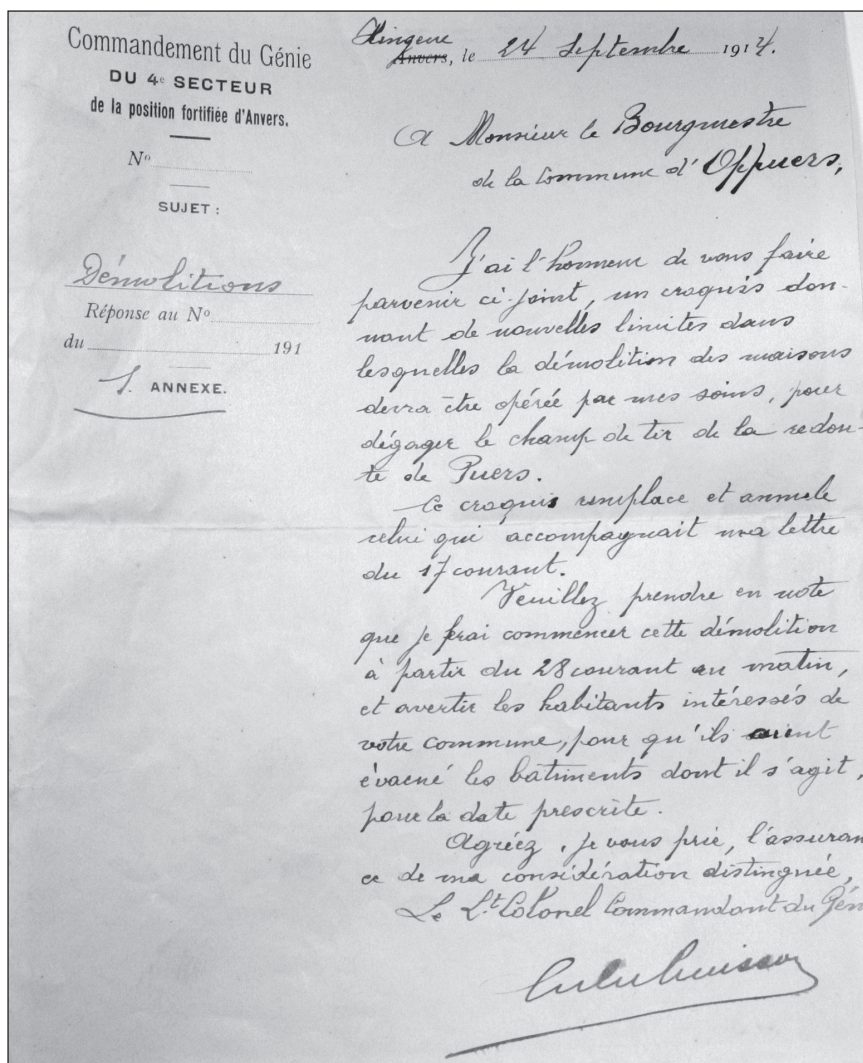 Commandement du Génie
DU 4e SECTEUR
de la position fortifiée d'Anvers.
No
SUJET :
Démolitions
Réponse au No
du 191
1. ANNEXE.
Hingene
Anvers, le 24 Septembre 1914.
A Monsieur le Bourgmestre
de la Commune d'Oppuers,
J'ai l'honneur de vous faire
parvenir ci-joint, un croquis don-
nant de nouvelles limites dans
lesquelles la démolition des maisons
devra être opérée par mes soins, pour
dégager le champ de tir de la redou-
te de Puers.
Ce croquis remplace et annule
celui qui accompagnait ma lettre
du 17 courant.
Veuillez prendre en note
que je ferai commencer cette démolition
à partir du 28 courant au matin,
et avertir les habitants intéressés de
votre commune, pour qu'ils aient
évacué les bâtiments dont il s'agit,
pour la date prescrite.
Agréez, je vous prie, l'assuran
ce de ma considération distinguée,
Le Lt Colonel Commandant du Gén